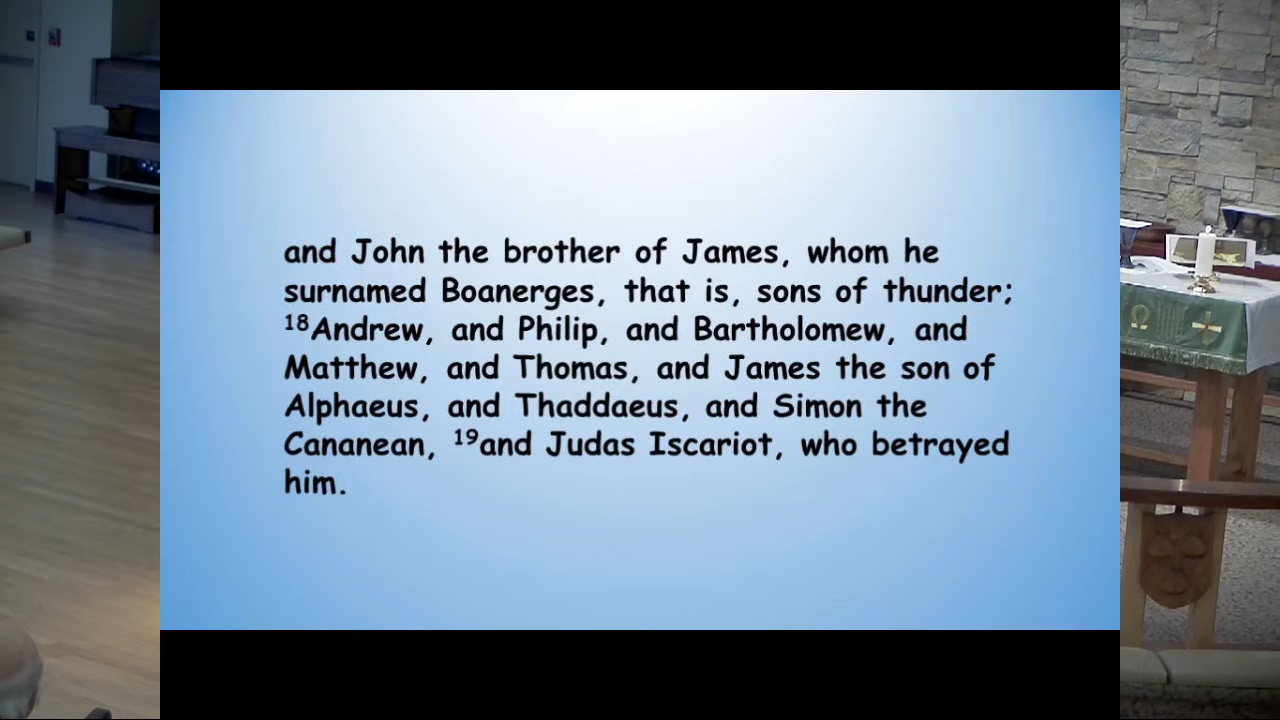 and John the brother of James, whom he
surnamed Boanerges, that is, sons of thunder;
18Andrew, and Philip, and Bartholomew, and
Matthew, and Thomas, and James the son of
Alphaeus, and Thaddaeus, and Simon the
Cananean, 19and Judas Iscariot, who betrayed
him.
Ω